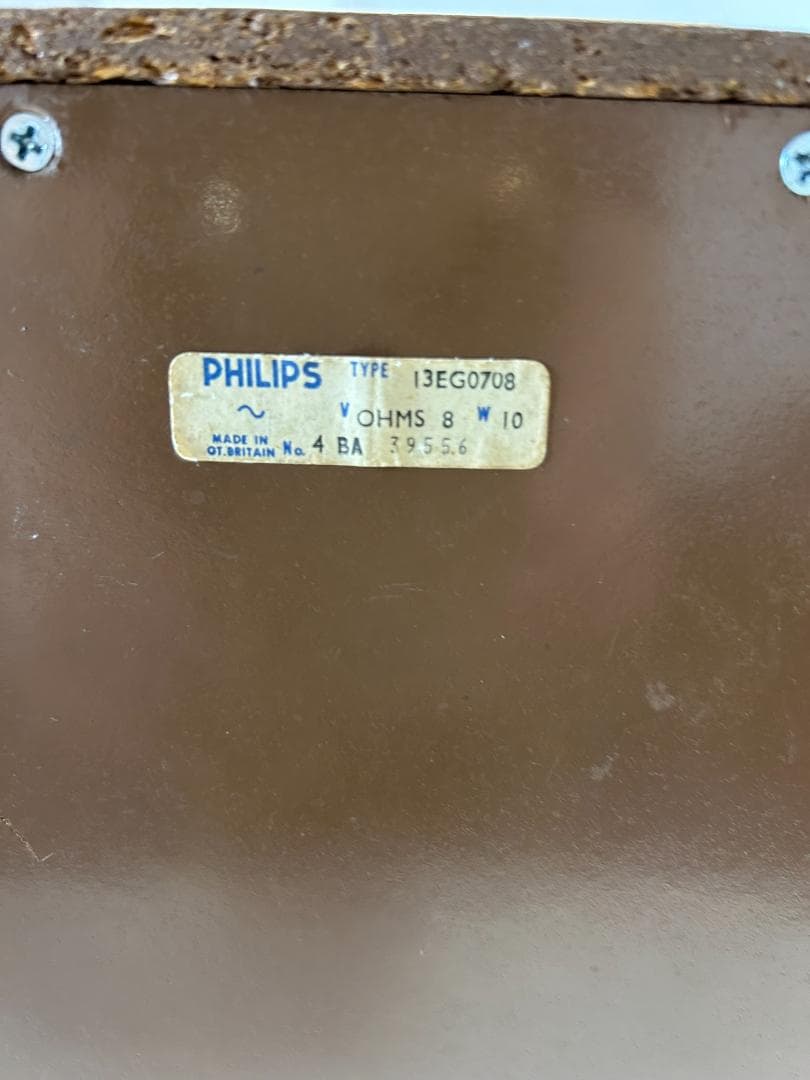 PHILIPS TYPE 13EG0708
~ V OHMS 8 W 10
MADE IN
GT.BRITAIN No. 4 BA 39556